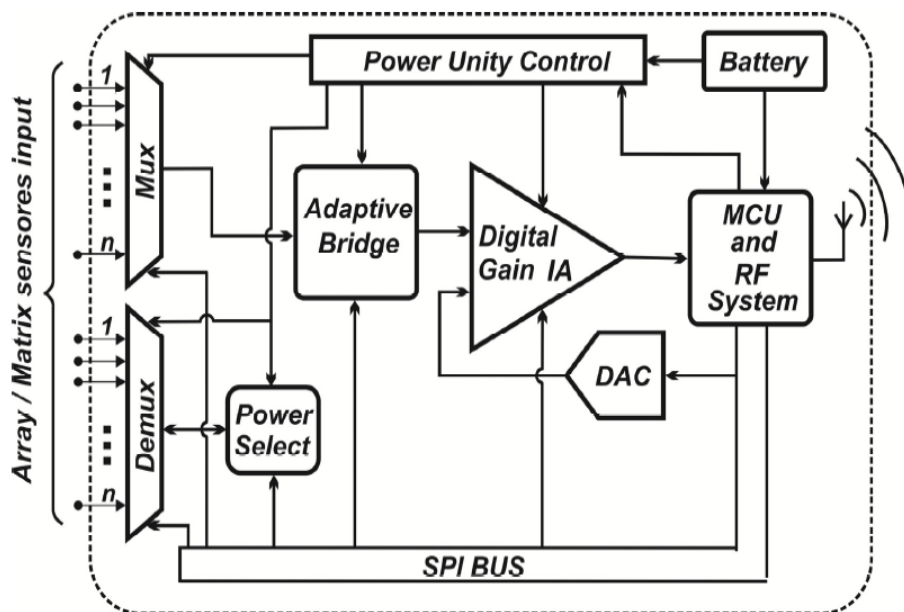 Array / Matrix sensores input
1
Mux
n
1
Demux
n
Power Unity Control
Battery
Adaptive
Bridge
Digital
Gain IA
MCU
and
RF
System
DAC
Power
Select
SPI BUS